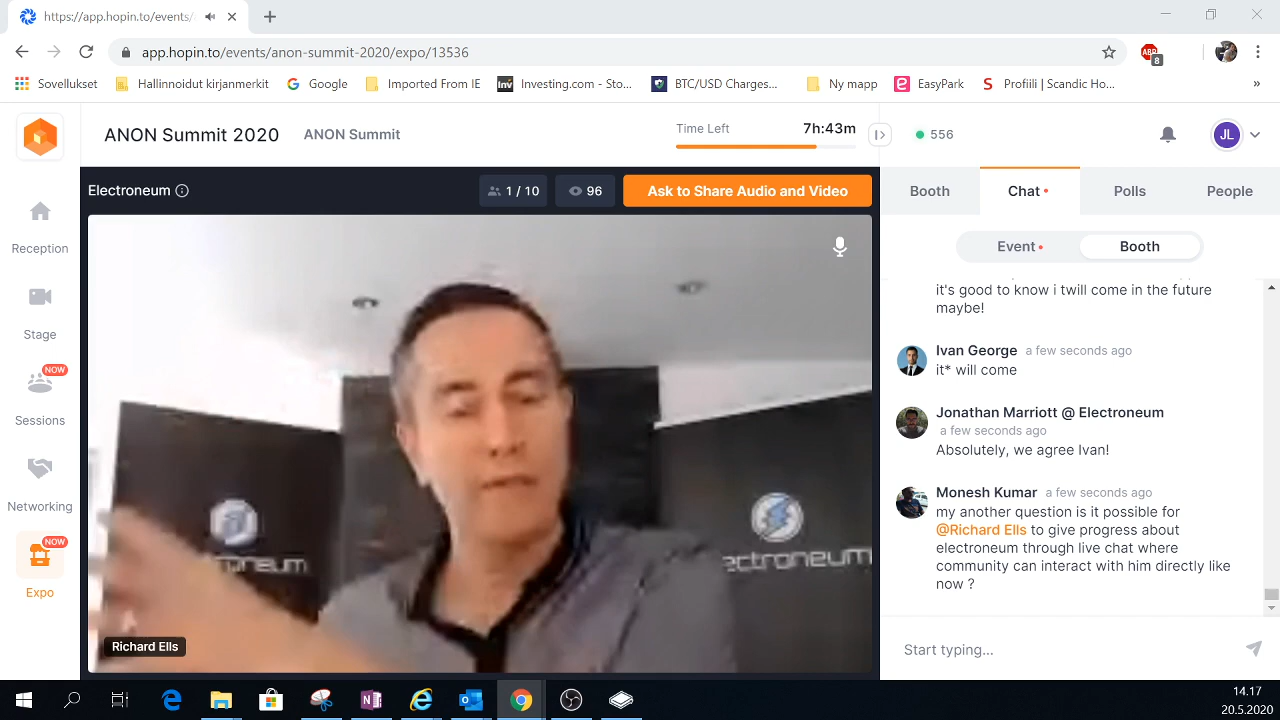 https://app.hopin.to/events/
app.hopin.to/events/anon-summit-2020/expo/13536
ABP
8
Sovellukset
Hallinnoidut kirjanmerkit
Google
Imported From IE
Inv
Investing.com - Sto...
BTC/USD Charges...
Ny mapp
EasyPark
S
Profiili | Scandic Ho...
»
ANON Summit 2020
ANON Summit
Time Left
7h:43m
556
JL
Electroneum
1 / 10
96
Ask to Share Audio and Video
Booth
Chat
Polls
People
Event
Booth
Reception
Stage
NOW
Sessions
Networking
NOW
Expo
it's good to know i twill come in the future
maybe!
Ivan George a few seconds ago
it* will come
Jonathan Marriott @ Electroneum
a few seconds ago
Absolutely, we agree Ivan!
Monesh Kumar a few seconds ago
my another question is it possible for
@Richard Ells to give progress about
electroneum through live chat where
community can interact with him directly like
now ?
ectroneum
Richard Ells
Start typing...
14.17
20.5.2020